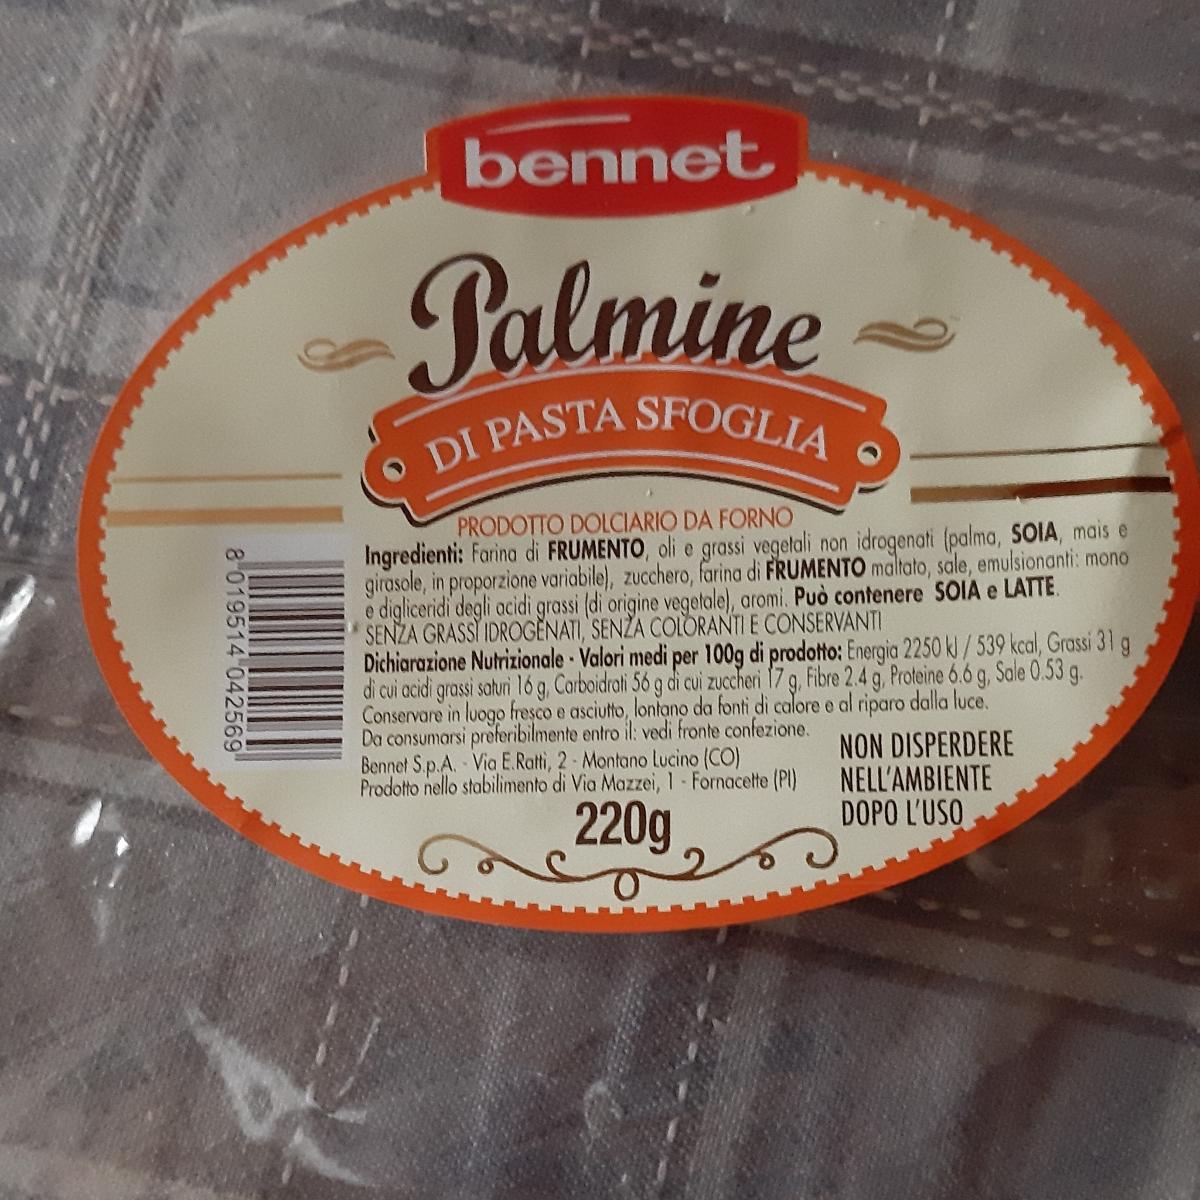 bennet
Palmine
DI PASTA SFOGLIA
PRODOTTO DOLCIARIO DA FORNO
Ingredienti: Farina di FRUMENTO, oli e grassi vegetali non idrogenati (palma, SOIA, mais e
girasole, in proporzione variabile), zucchero, farina di FRUMENTO maltato, sale, emulsionanti: mono
e digliceridi degli acidi grassi (di origine vegetale), aromi. Può contenere SOIA e LATTE.
SENZA GRASSI IDROGENATI, SENZA COLORANTI E CONSERVANTI
Dichiarazione Nutrizionale - Valori medi per 100g di prodotto: Energia 2250 kJ / 539 kcal, Grassi 31 g
di cui acidi grassi saturi 16 g, Carboidrati 56 g di cui zuccheri 17 g, Fibre 2.4 g, Proteine 6.6 g, Sale 0.53 g.
Conservare in luogo fresco e asciutto, lontano da fonti di calore e al riparo dalla luce.
Da consumarsi preferibilmente entro il: vedi fronte confezione.
Bennet S.p.A. - Via E.Ratti, 2 - Montano Lucino (CO)
Prodotto nello stabilimento di Via Mazzei, 1 - Fornacette (PI)
NON DISPERDERE
NELL'AMBIENTE
DOPO L'USO
220g
8 019514 042569